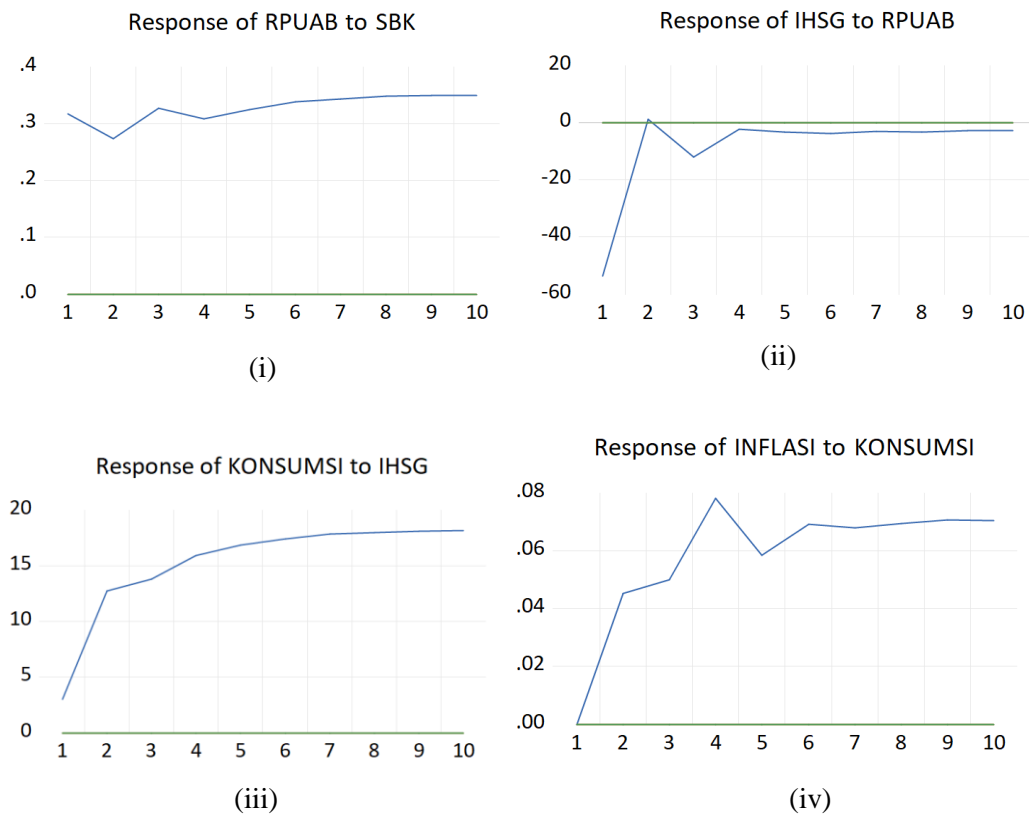 Response of RPUAB to SBK
.4
.3
.2
.1
.0
1 2 3 4 5 6 7 8 9 10
(i)
Response of IHSG to RPUAB
20
0
-20
-40
-60
1 2 3 4 5 6 7 8 9 10
(ii)
Response of KONSUMSI to IHSG
20
15
10
5
0
1 2 3 4 5 6 7 8 9 10
(iii)
Response of INFLASI to KONSUMSI
.08
.06
.04
.02
.00
1 2 3 4 5 6 7 8 9 10
(iv)